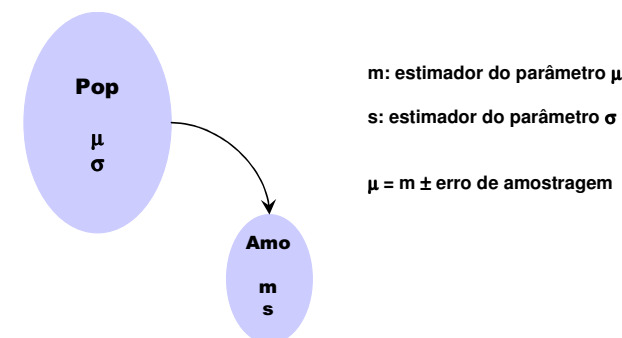 Pop
μ
σ
Amo
m
s
m: estimador do parâmetro μ
s: estimador do parâmetro σ
μ = m ± erro de amostragem